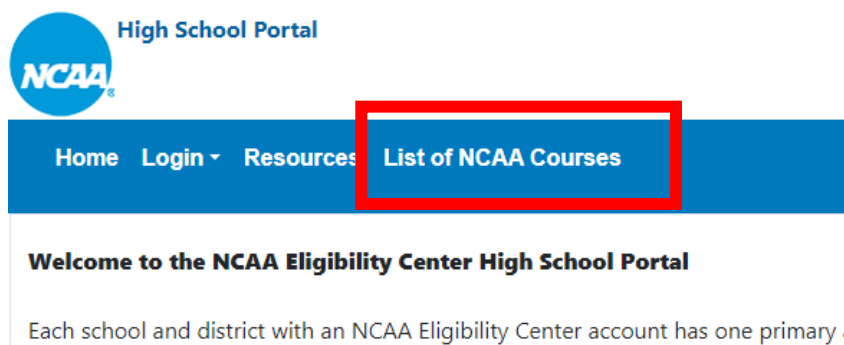 High School Portal
NCAA®
Home Login Resources List of NCAA Courses
Welcome to the NCAA Eligibility Center High School Portal
Each school and district with an NCAA Eligibility Center account has one primary